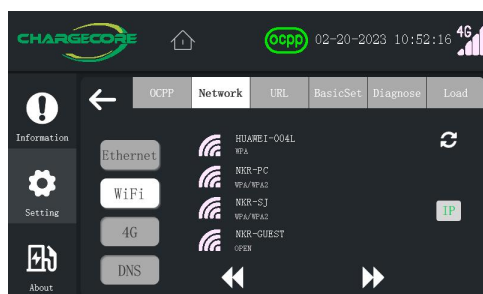 CHARGECORE
ocpp 02-20-2023 10:52:16 4G
OCPP Network URL BasicSet Diagnose Load
Information
Setting
About
Ethernet
WiFi
4G
DNS
HUAWEI-004L
WPA
NKR-PC
WPA/WPA2
NKR-SJ
WPA/WPA2
NKR-GUEST
OPEN
IP